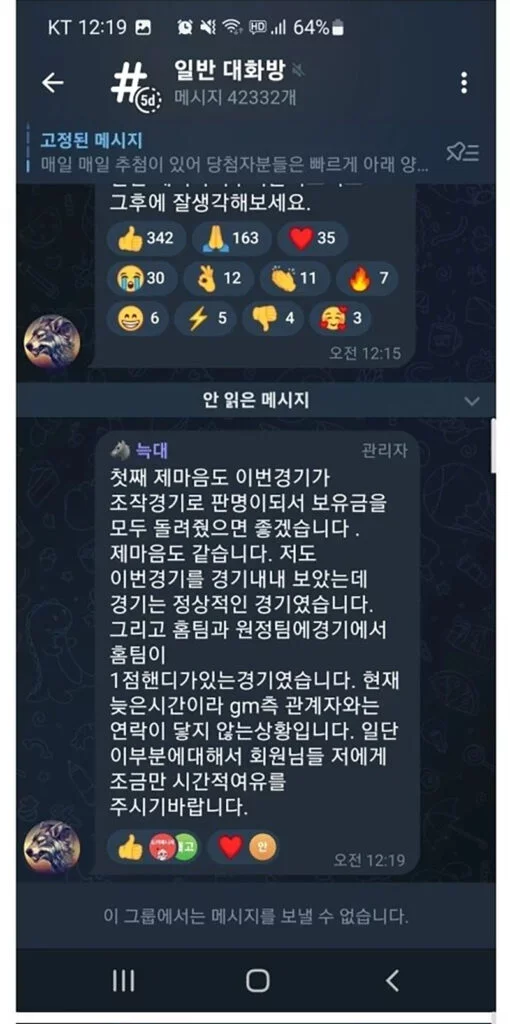 KT 12:19 HD 64%
일반 대화방
5d
메시지 42332개
고정된 메시지
매일 매일 추첨이 있어 당첨자분들은 빠르게 아래 양...
그후에 잘생각해보세요.
342 163 35
30 12 11 7
6 5 4 3
오전 12:15
안 읽은 메시지
늑대 관리자
첫째 제마음도 이번경기가
조작경기로 판명이되서 보유금을
모두 돌려줬으면 좋겠습니다 .
제마음도 같습니다. 저도
이번경기를 경기내내 보았는데
경기는 정상적인 경기였습니다.
그리고 홈팀과 원정팀에경기에서
홈팀이
1점핸디가있는경기였습니다. 현재
늦은시간이라 gm측 관계자와는
연락이 닿지 않는상황입니다. 일단
이부분에대해서 회원님들 저에게
조금만 시간적여유를
주시기바랍니다.
안
오전 12:19
이 그룹에서는 메시지를 보낼 수 없습니다.